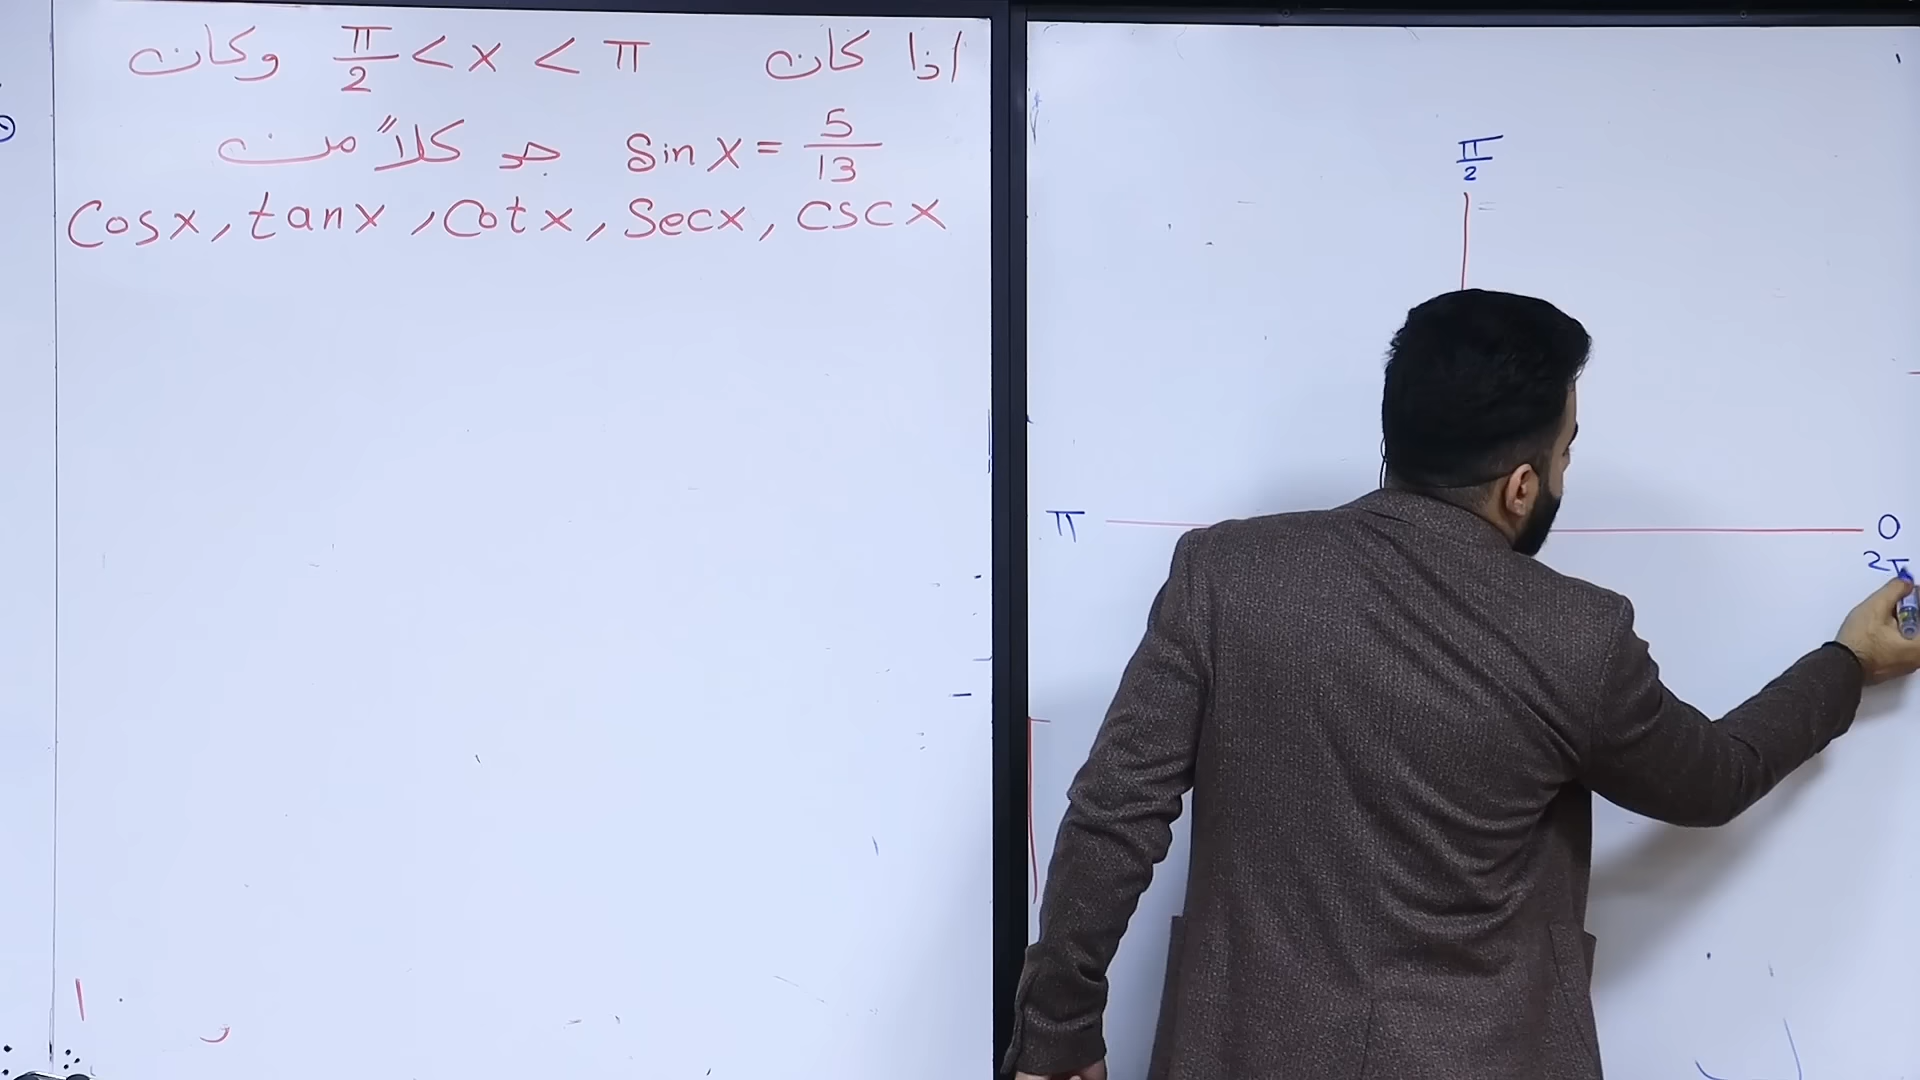 اذا كان π/2 < x < π وكان
sin x = 5/13 جد كلاً من
Cosx, tanx, Cotx, Secx, cscx
π/2
π
0
2π